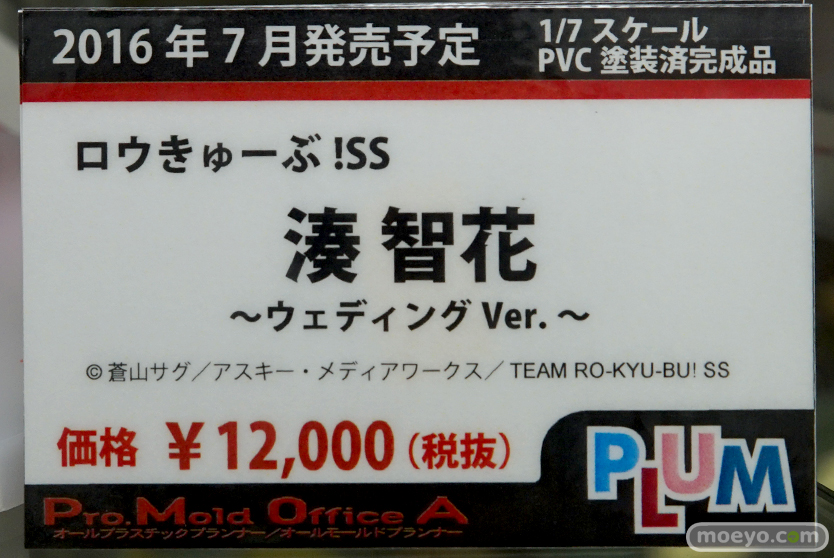 2016年7月発売予定
1/7 スケール
PVC 塗装済完成品
ロウきゅーぶ!SS
湊 智花
～ウェディング Ver.～
© 蒼山サグ／アスキー・メディアワークス／ TEAM RO-KYU-BU! SS
価格 ¥12,000（税抜）
PLUM
Pro.Mold Office A
オールプラスチックプランナー／オールモールドプランナー
moeyo.com